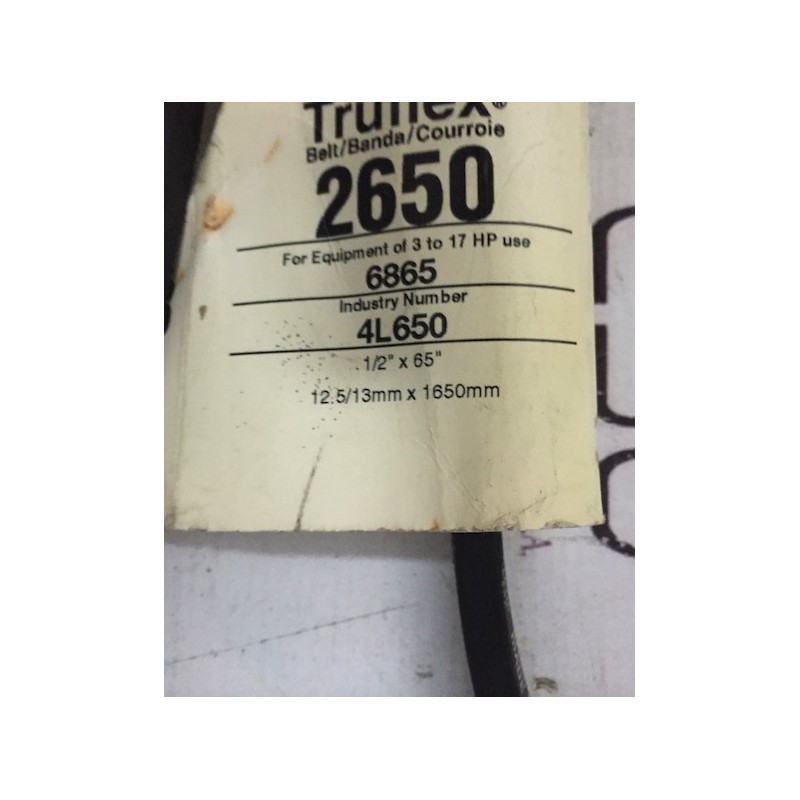 Truflex®
Belt/Banda/Courroie
2650
For Equipment of 3 to 17 HP use
6865
Industry Number
4L650
1/2" x 65"
12.5/13mm x 1650mm